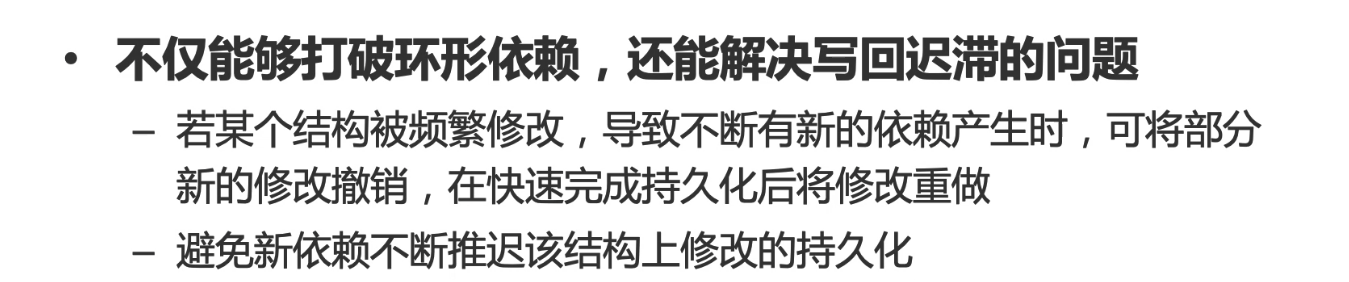 • 不仅能够打破环形依赖，还能解决写回迟滞的问题
– 若某个结构被频繁修改，导致不断有新的依赖产生时，可将部分
新的修改撤销，在快速完成持久化后将修改重做
– 避免新依赖不断推迟该结构上修改的持久化